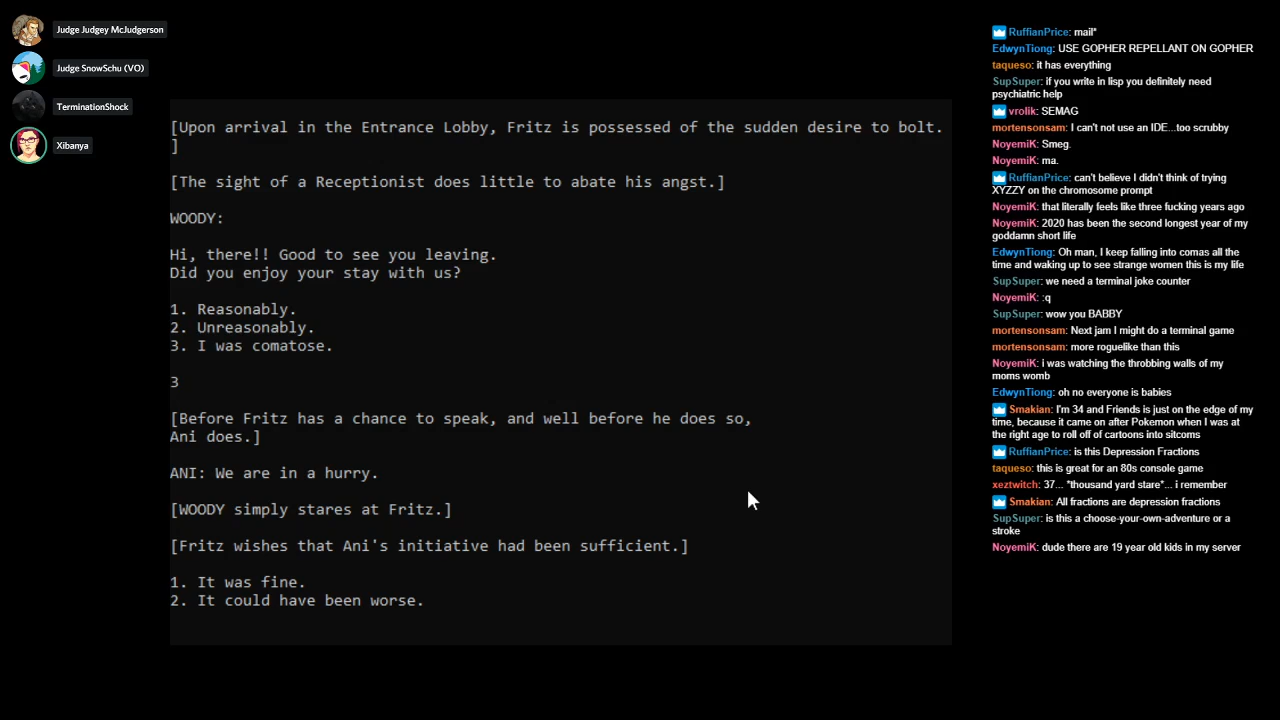 Judge Judgey McJudgerson
Judge SnowSchu (VO)
TerminationShock
Xibanya
[Upon arrival in the Entrance Lobby, Fritz is possessed of the sudden desire to bolt.
]
[The sight of a Receptionist does little to abate his angst.]
WOODY:
Hi, there!! Good to see you leaving.
Did you enjoy your stay with us?
1. Reasonably.
2. Unreasonably.
3. I was comatose.
3
[Before Fritz has a chance to speak, and well before he does so,
Ani does.]
ANI: We are in a hurry.
[WOODY simply stares at Fritz.]
[Fritz wishes that Ani's initiative had been sufficient.]
1. It was fine.
2. It could have been worse.
RuffianPrice: mail*
EdwynTiong: USE GOPHER REPELLANT ON GOPHER
taqueso: it has everything
SupSuper: if you write in lisp you definitely need
psychiatric help
vrolik: SEMAG
mortensonsam: I can't not use an IDE...too scrubby
NoyemiK: Smeg.
NoyemiK: ma.
RuffianPrice: can't believe I didn't think of trying
XYZZY on the chromosome prompt
NoyemiK: that literally feels like three fucking years ago
NoyemiK: 2020 has been the second longest year of my
goddamn short life
EdwynTiong: Oh man, I keep falling into comas all the
time and waking up to see strange women this is my life
SupSuper: we need a terminal joke counter
NoyemiK: :q
SupSuper: wow you BABBY
mortensonsam: Next jam I might do a terminal game
mortensonsam: more roguelike than this
NoyemiK: i was watching the throbbing walls of my
moms womb
EdwynTiong: oh no everyone is babies
Smakian: I'm 34 and Friends is just on the edge of my
time, because it came on after Pokemon when I was at
the right age to roll off of cartoons into sitcoms
RuffianPrice: is this Depression Fractions
taqueso: this is great for an 80s console game
xeztwitch: 37... *thousand yard stare*... i remember
Smakian: All fractions are depression fractions
SupSuper: is this a choose-your-own-adventure or a
stroke
NoyemiK: dude there are 19 year old kids in my server